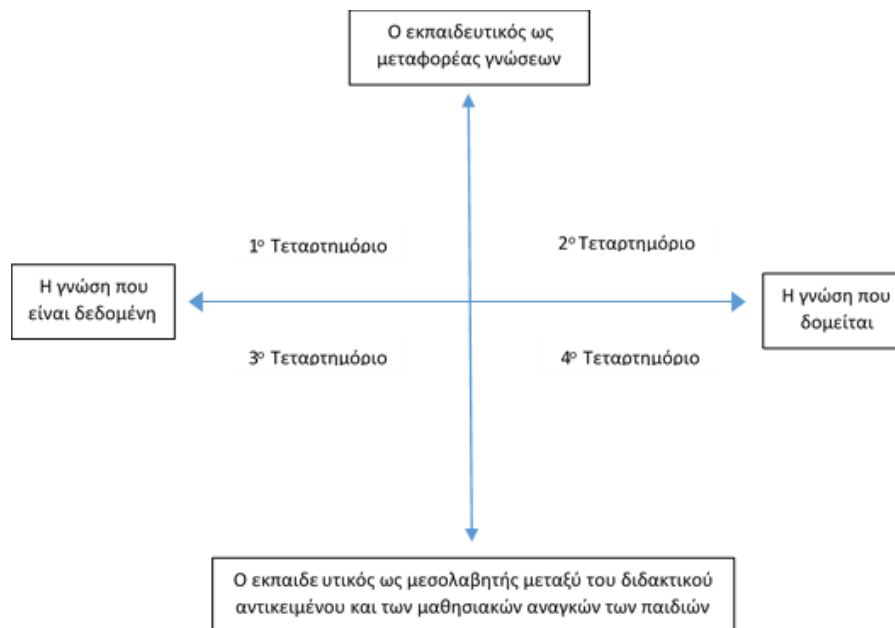 Ο εκπαιδευτικός ως
μεταφορέας γνώσεων
1ο Τεταρτημόριο
2ο Τεταρτημόριο
Η γνώση που
είναι δεδομένη
Η γνώση που
δομείται
3ο Τεταρτημόριο
4ο Τεταρτημόριο
Ο εκπαιδε υτικός ως μεσολαβητής μεταξύ του διδακτικού
αντικειμένου και των μαθησιακών αναγκών των παιδιών